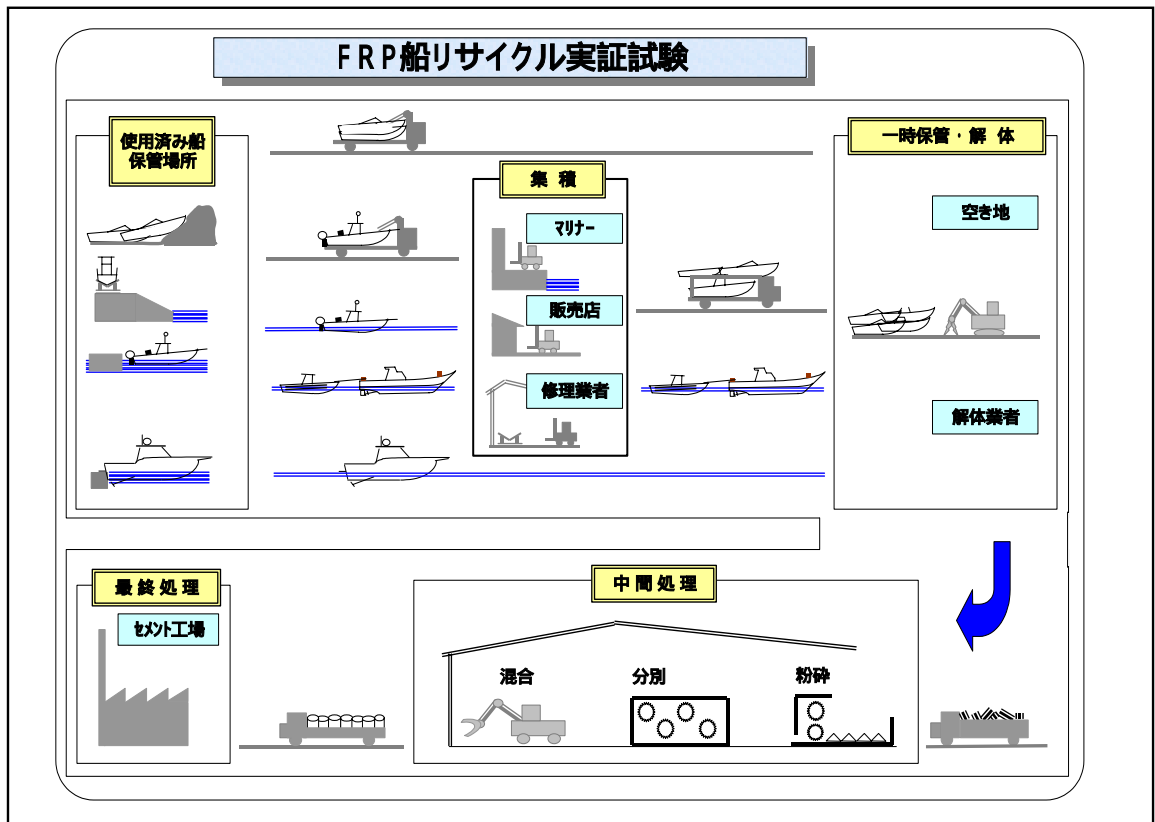 FRP船リサイクル実証試験
使用済み船
保管場所
集 積
マリナー
販売店
修理業者
一時保管・解 体
空き地
解体業者
最 終 処 理
セメント工場
中 間 処 理
混合
分別
粉砕